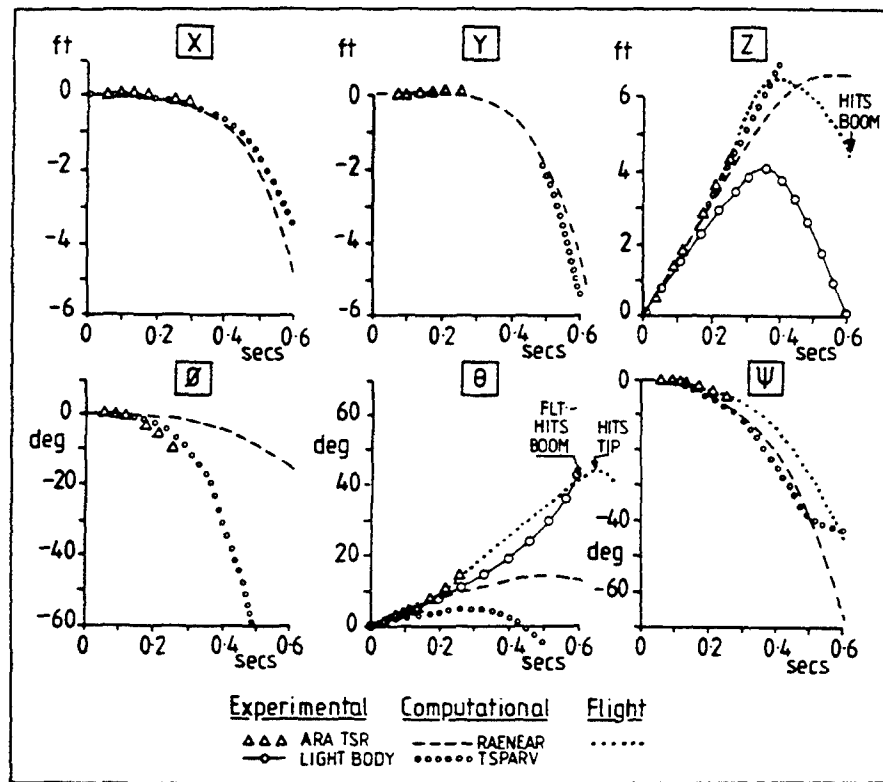 X Y Z
ft ft ft
0 0 6
-2 -2 4
-4 -4 2
-6 -6 0
0 0.2 0.4 0.6 0 0.2 0.4 0.6 0 0.2 0.4 0.6
secs secs secs
HITS
BOOM
Ø θ Ψ
0 60 0
deg deg
-20 40 -20
-40 20 -40
deg
-60 0 -60
FLT:-
HITS
BOOM
HITS
TIP
0 0.2 0.4 0.6 0 0.2 0.4 0.6 0 0.2 0.4 0.6
secs secs secs
Experimental Computational Flight
ARA TSR RAENEAR
LIGHT BODY TSPARV